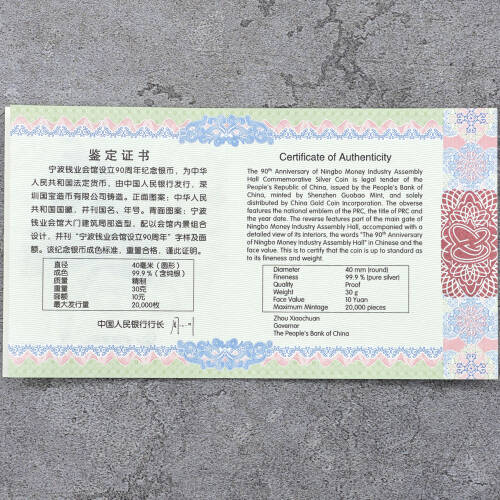 鉴定证书
宁波钱业会馆设立90周年纪念银币，为中华
人民共和国法定货币，由中国人民银行发行，深
圳国宝造币有限公司铸造。正面图案：中华人民
共和国国徽，并刊国名、年号。背面图案：宁波
钱业会馆大门建筑局部造型，配以会馆内景组合
设计，并刊“宁波钱业会馆设立90周年”字样及面
额。该纪念银币成色标准，重量合格，谨此证明。
直径 40毫米（圆形）
成色 99.9%（含纯银）
质量 精制
重量 30克
面额 10元
最大发行量 20,000枚
中国人民银行行长
Certificate of Authenticity
The 90th Anniversary of Ningbo Money Industry Assembly
Hall Commemorative Silver Coin is legal tender of the
People's Republic of China, issued by the People's Bank of
China, minted by Shenzhen Guobao Mint, and solely
distributed by China Gold Coin Incorporation. The obverse
features the national emblem of the PRC, the title of PRC and
the year date. The reverse features part of the main gate of
Ningbo Money Industry Assembly Hall, accompanied with a
detailed view of its interiors, the words "The 90th Anniversary
of Ningbo Money Industry Assembly Hall" in Chinese and the
face value. This is to certify that the coin is up to standard as
to its fineness and weight.
Diameter 40 mm (round)
Fineness 99.9 % (pure silver)
Quality Proof
Weight 30 g
Face Value 10 Yuan
Maximum Mintage 20,000 pieces
Zhou Xiaochuan
Governor
The People's Bank of China